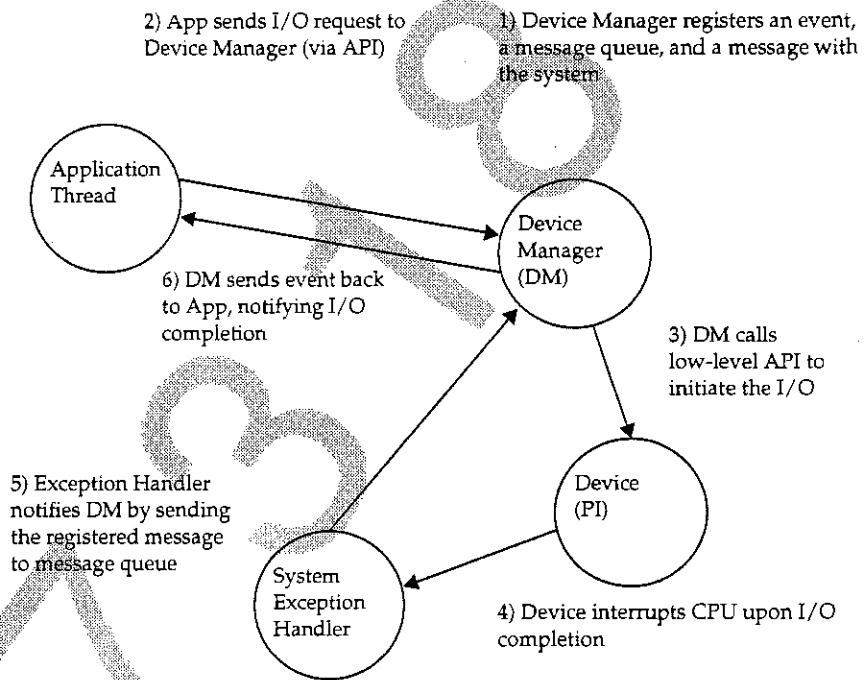 2) App sends I/O request to
Device Manager (via API)
1) Device Manager registers an event,
a message queue, and a message with
the system
Application
Thread
Device
Manager
(DM)
6) DM sends event back
to App, notifying I/O
completion
3) DM calls
low-level API to
initiate the I/O
5) Exception Handler
notifies DM by sending
the registered message
to message queue
Device
(PI)
System
Exception
Handler
4) Device interrupts CPU upon I/O
completion